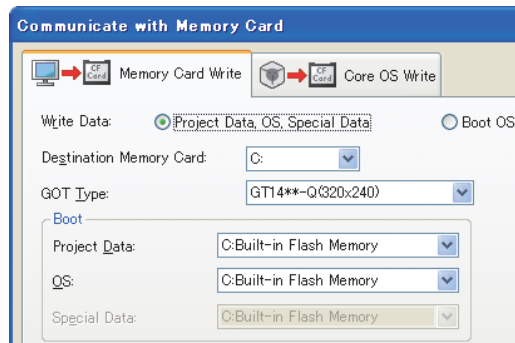 Communicate with Memory Card
CF Card Memory Card Write CF Card Core OS Write
Write Data: Project Data, OS, Special Data Boot OS
Destination Memory Card: C:
GOT Type: GT14**-Q(320x240)
Boot
Project Data: C:Built-in Flash Memory
OS: C:Built-in Flash Memory
Special Data: C:Built-in Flash Memory